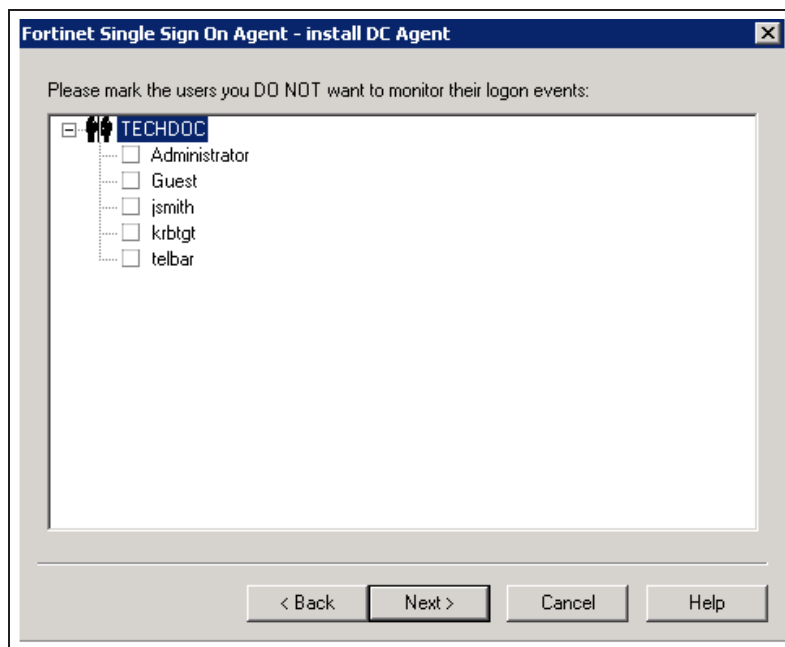 Fortinet Single Sign On Agent - install DC Agent
Please mark the users you DO NOT want to monitor their logon events:
TECHDOC
Administrator
Guest
jsmith
krbtgt
telbar
< Back Next > Cancel Help